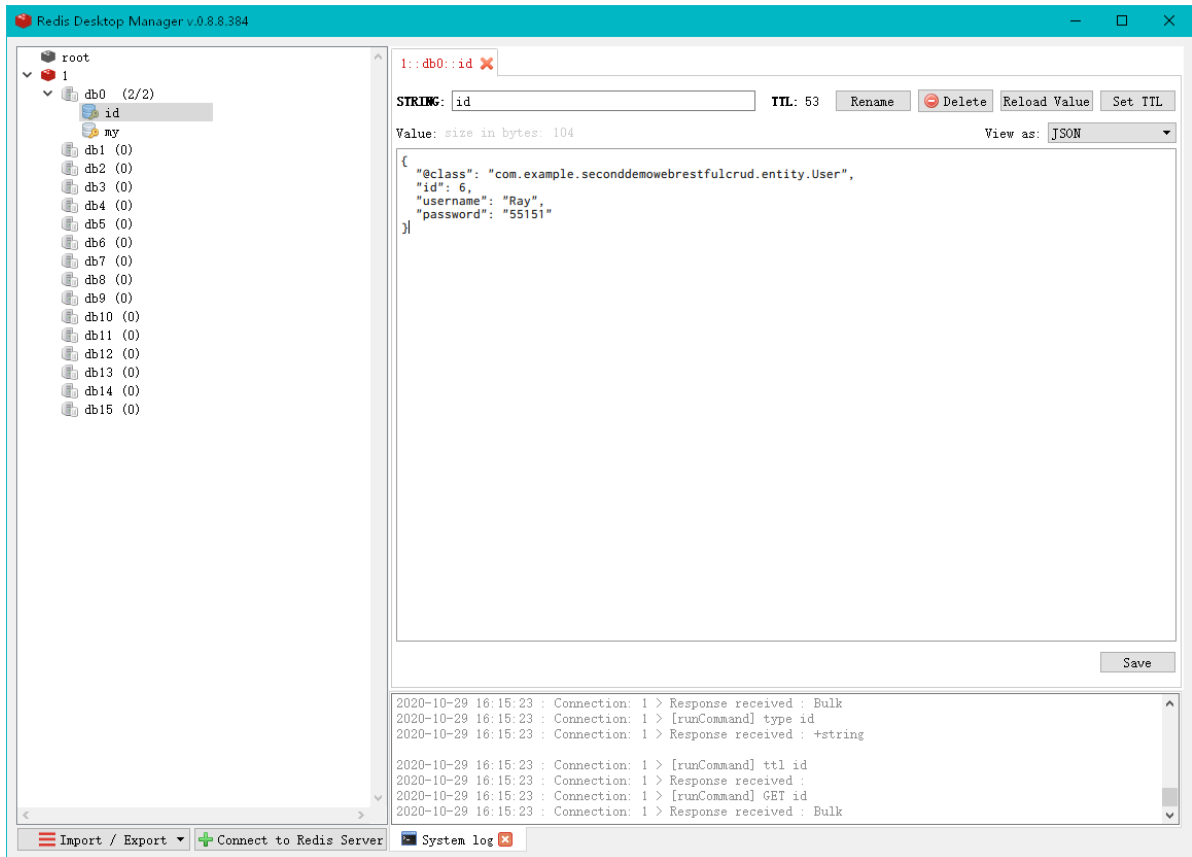 Redis Desktop Manager v.0.8.8.384
root
1
db0 (2/2)
id
my
db1 (0)
db2 (0)
db3 (0)
db4 (0)
db5 (0)
db6 (0)
db7 (0)
db8 (0)
db9 (0)
db10 (0)
db11 (0)
db12 (0)
db13 (0)
db14 (0)
db15 (0)
Import / Export
Connect to Redis Server
1::db0::id
STRING: id TTL: 53 Rename Delete Reload Value Set TTL
Value: size in bytes: 104 View as: JSON
{
"@class": "com.example.seconddemowebrestfulcrud.entity.User",
"id": 6,
"username": "Ray",
"password": "55151"
}
Save
2020-10-29 16:15:23 : Connection: 1 > Response received : Bulk
2020-10-29 16:15:23 : Connection: 1 > [runCommand] type id
2020-10-29 16:15:23 : Connection: 1 > Response received : +string
2020-10-29 16:15:23 : Connection: 1 > [runCommand] ttl id
2020-10-29 16:15:23 : Connection: 1 > Response received :
2020-10-29 16:15:23 : Connection: 1 > [runCommand] GET id
2020-10-29 16:15:23 : Connection: 1 > Response received : Bulk
System log